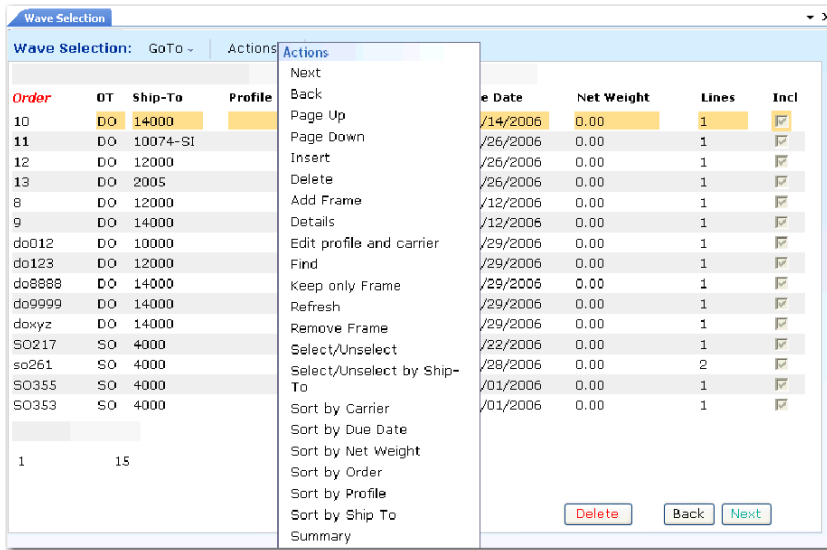 Wave Selection
Wave Selection: GoTo Actions
Order OT Ship-To Profile e Date Net Weight Lines Incl
10 DO 14000 /14/2006 0.00 1
11 DO 10074-SI /26/2006 0.00 1
12 DO 12000 /26/2006 0.00 1
13 DO 2005 /26/2006 0.00 1
8 DO 12000 /12/2006 0.00 1
9 DO 14000 /12/2006 0.00 1
do012 DO 10000 /29/2006 0.00 1
do123 DO 12000 /29/2006 0.00 1
do8888 DO 14000 /29/2006 0.00 1
do9999 DO 14000 /29/2006 0.00 1
doxyz DO 14000 /29/2006 0.00 1
SO217 SO 4000 /22/2006 0.00 1
so261 SO 4000 /28/2006 0.00 2
SO355 SO 4000 /01/2006 0.00 1
SO353 SO 4000 /01/2006 0.00 1
1 15
Actions
Next
Back
Page Up
Page Down
Insert
Delete
Add Frame
Details
Edit profile and carrier
Find
Keep only Frame
Refresh
Remove Frame
Select/Unselect
Select/Unselect by Ship-
To
Sort by Carrier
Sort by Due Date
Sort by Net Weight
Sort by Order
Sort by Profile
Sort by Ship To
Summary
Delete Back Next